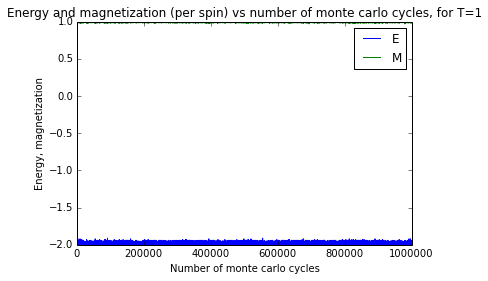 Energy and magnetization (per spin) vs number of monte carlo cycles, for T=1
1.0
E
M
0.5
0.0
Energy, magnetization
−0.5
−1.0
−1.5
−2.0
0 200000 400000 600000 800000 1000000
Number of monte carlo cycles